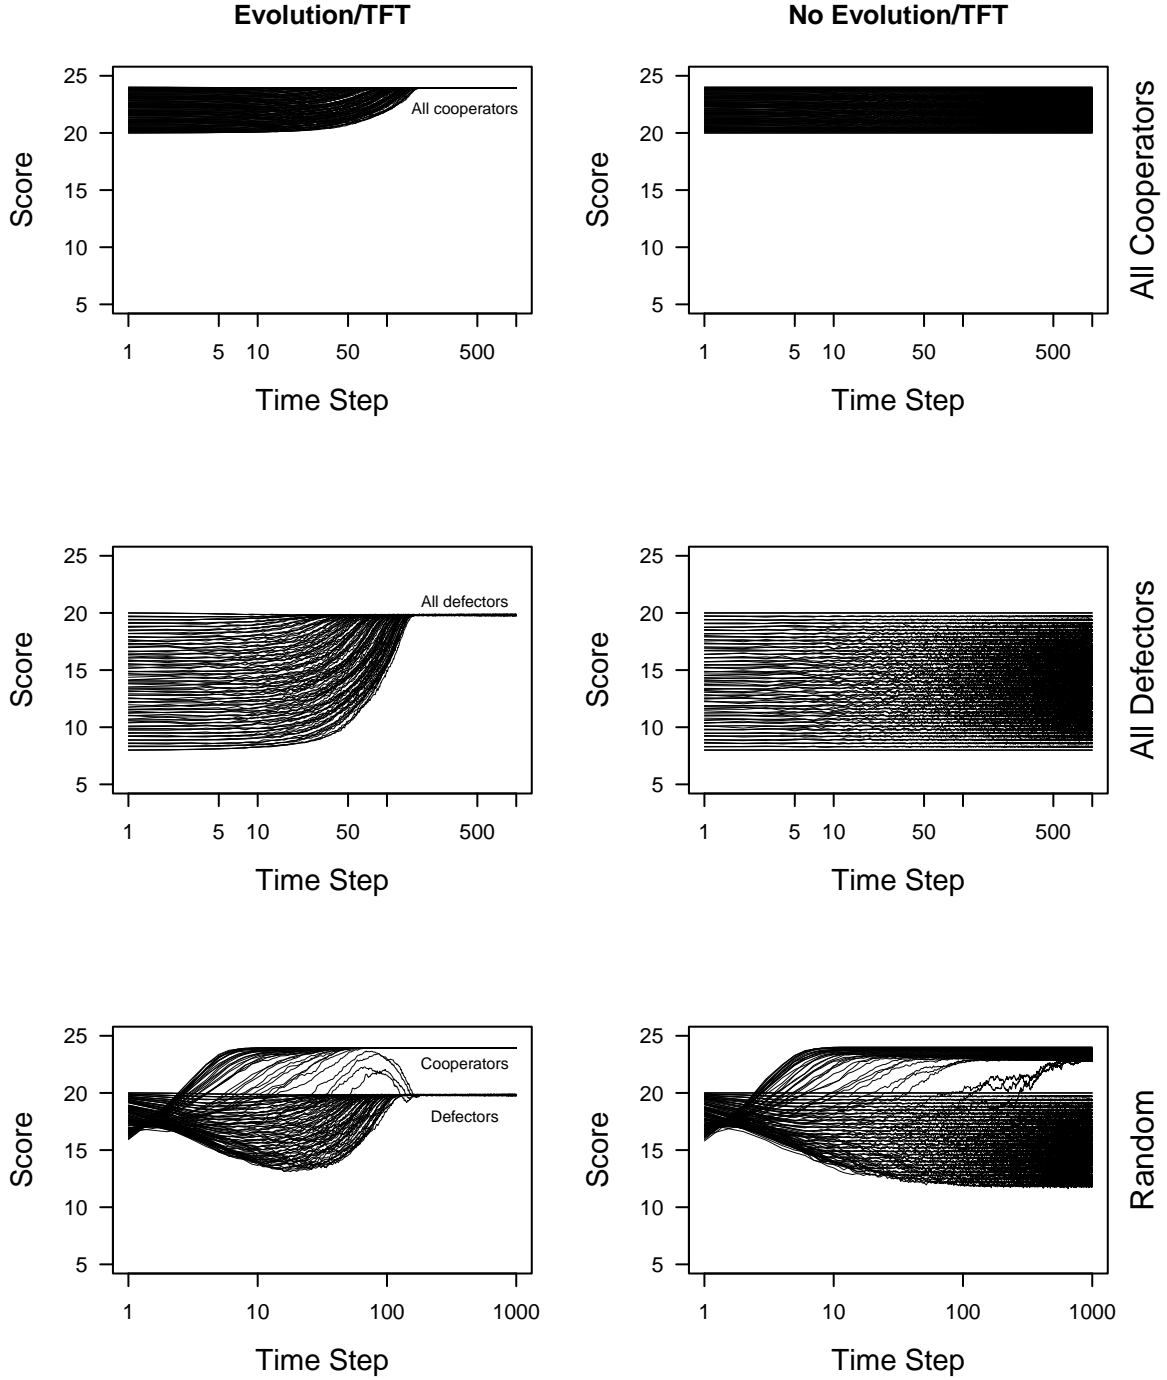 Evolution/TFT
No Evolution/TFT
25
20
15
10
5
Score
All cooperators
1
5
10
50
500
Time Step
25
20
15
10
5
Score
1
5
10
50
500
Time Step
All Cooperators
25
20
15
10
5
Score
All defectors
1
5
10
50
500
Time Step
25
20
15
10
5
Score
1
5
10
50
500
Time Step
All Defectors
25
20
15
10
5
Score
Cooperators
Defectors
1
10
100
1000
Time Step
25
20
15
10
5
Score
1
10
100
1000
Time Step
Random